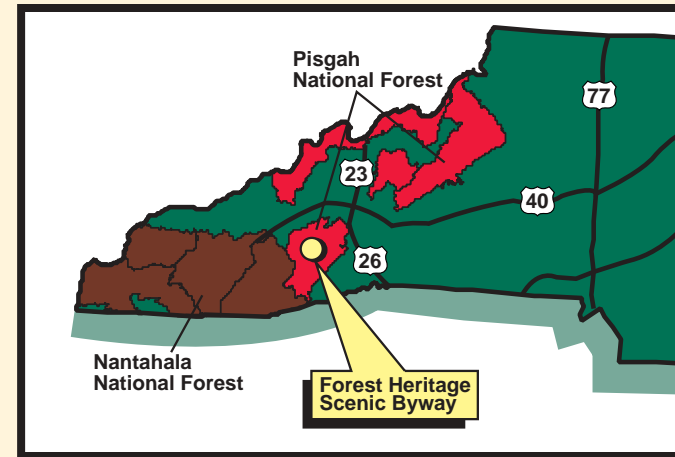 Pisgah
National Forest
77
23
40
26
Nantahala
National Forest
Forest Heritage
Scenic Byway